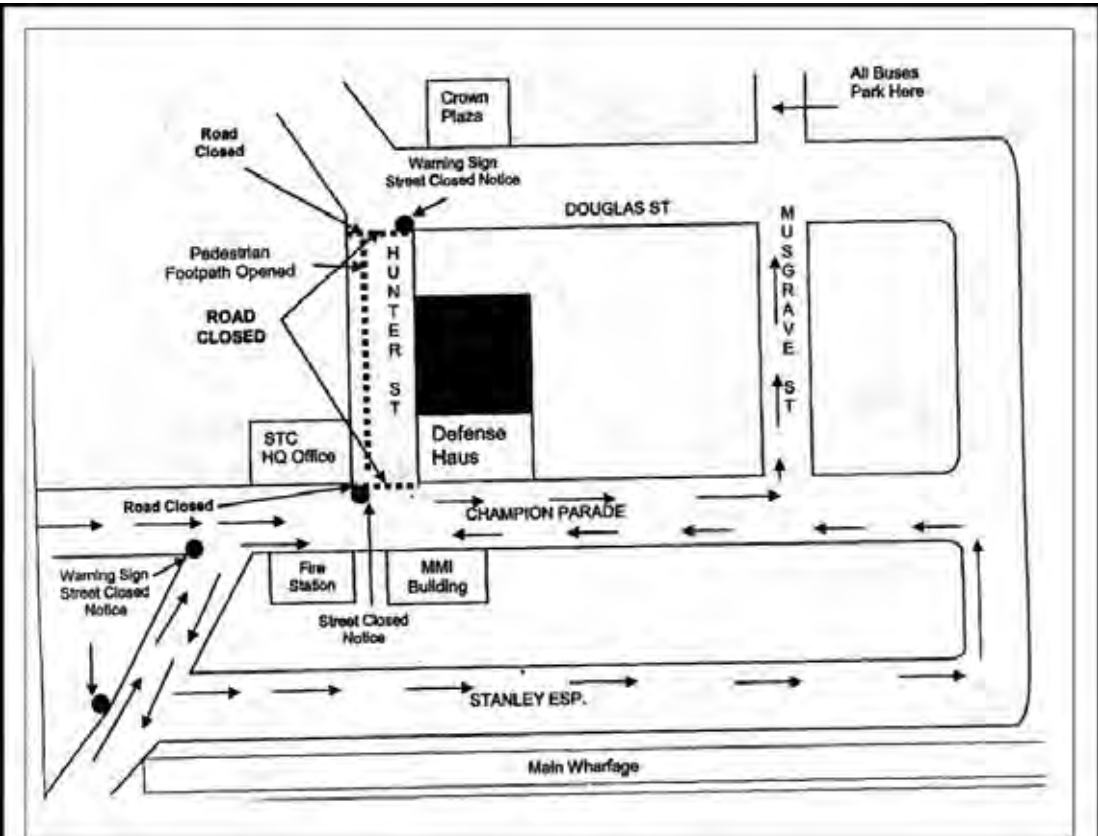 All Buses
Park Here
Crown
Plaza
Road
Closed
Warning Sign
Street Closed Notice
DOUGLAS ST
MUSGRAVE ST
Pedestrian
Footpath Opened
HUNTER ST
ROAD
CLOSED
STC
HQ Office
Defense
Haus
Road Closed
CHAMPION PARADE
Warning Sign
Street Closed
Notice
Fire
Station
MMI
Building
Street Closed
Notice
STANLEY ESP.
Main Wharfage